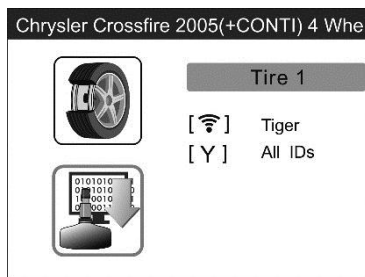 Chrysler Crossfire 2005(+CONTI) 4 Whe
Tire 1
[ ] Tiger
[ Y ] All IDs